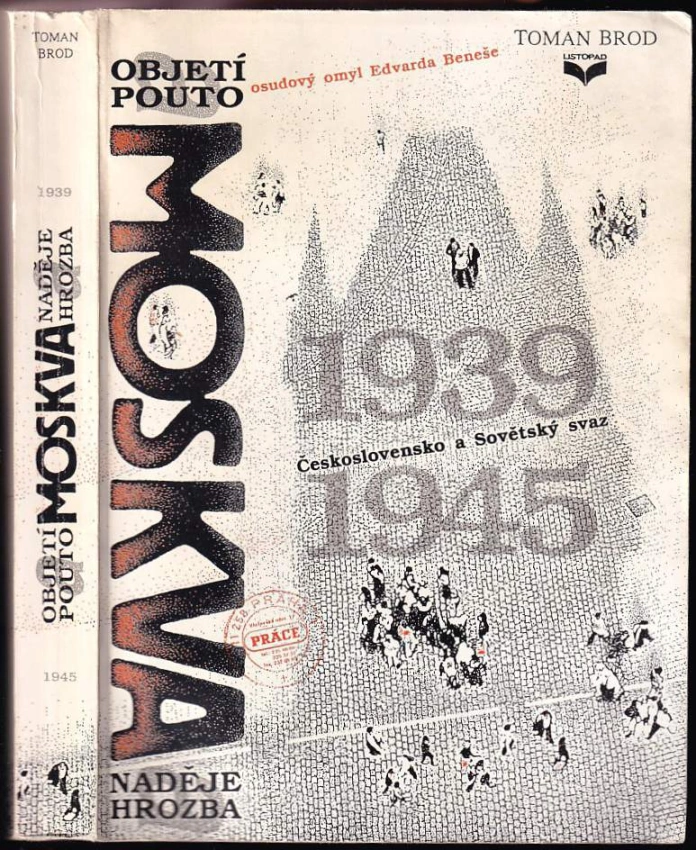 TOMAN
BROD
1939
OBJETÍ
POUTO
MOSKVA
NADĚJE
HROZBA
1945
TOMAN BROD
LISTOPAD
OBJETÍ
POUTO
osudový omyl Edvarda Beneše
MOSKVA
1939
Československo a Sovětský svaz
1945
PRÁCE
NADĚJE
HROZBA